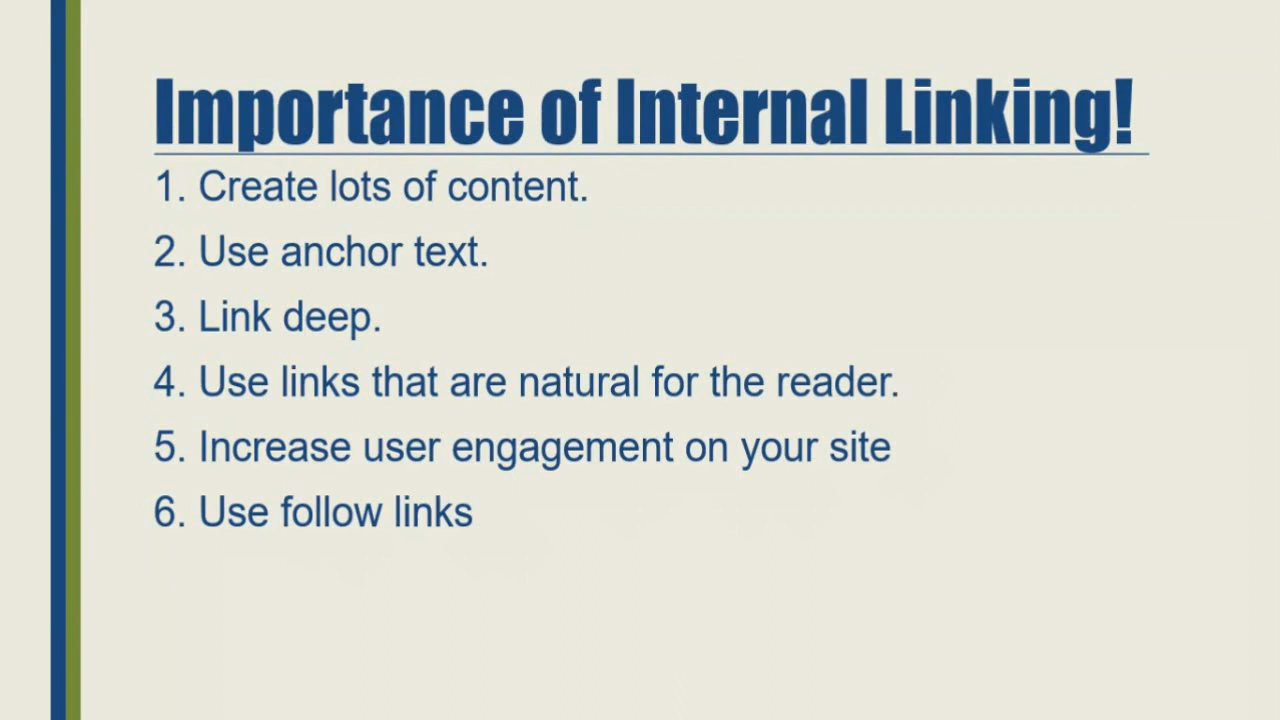 Importance of Internal Linking!
1. Create lots of content.
2. Use anchor text.
3. Link deep.
4. Use links that are natural for the reader.
5. Increase user engagement on your site
6. Use follow links